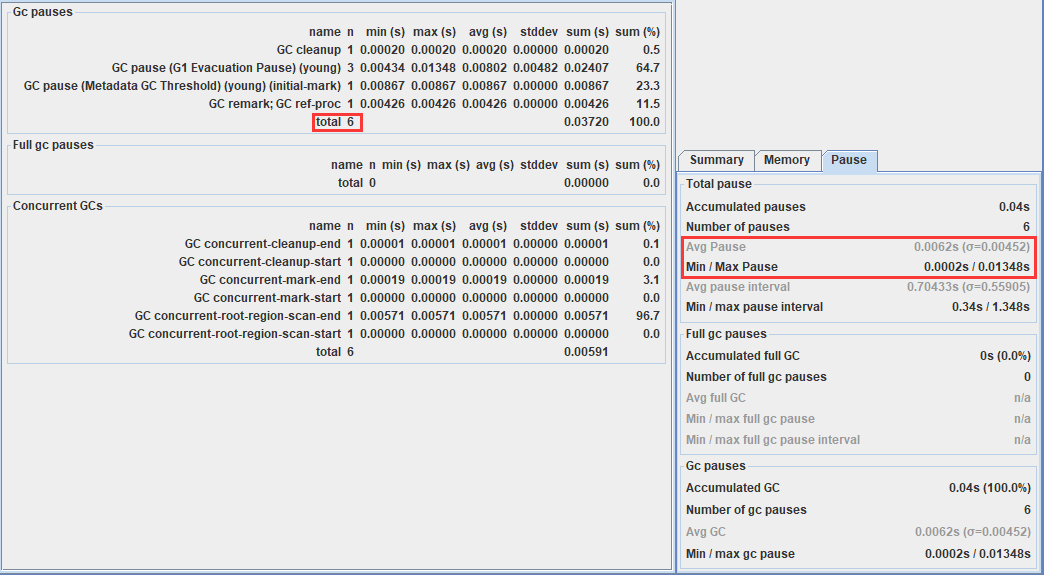 Gc pauses
name n min (s) max (s) avg (s) stddev sum (s) sum (%)
GC cleanup 1 0.00020 0.00020 0.00020 0.00000 0.00020 0.5
GC pause (G1 Evacuation Pause) (young) 3 0.00434 0.01348 0.00802 0.00482 0.02407 64.7
GC pause (Metadata GC Threshold) (young) (initial-mark) 1 0.00867 0.00867 0.00867 0.00000 0.00867 23.3
GC remark; GC ref-proc 1 0.00426 0.00426 0.00426 0.00000 0.00426 11.5
total 6 0.03720 100.0
Full gc pauses
name n min (s) max (s) avg (s) stddev sum (s) sum (%)
total 0 0.00000 0.0
Concurrent GCs
name n min (s) max (s) avg (s) stddev sum (s) sum (%)
GC concurrent-cleanup-end 1 0.00001 0.00001 0.00001 0.00000 0.00001 0.1
GC concurrent-cleanup-start 1 0.00000 0.00000 0.00000 0.00000 0.00000 0.0
GC concurrent-mark-end 1 0.00019 0.00019 0.00019 0.00000 0.00019 3.1
GC concurrent-mark-start 1 0.00000 0.00000 0.00000 0.00000 0.00000 0.0
GC concurrent-root-region-scan-end 1 0.00571 0.00571 0.00571 0.00000 0.00571 96.7
GC concurrent-root-region-scan-start 1 0.00000 0.00000 0.00000 0.00000 0.00000 0.0
total 6 0.00591
Summary Memory Pause
Total pause
Accumulated pauses 0.04s
Number of pauses 6
Avg Pause 0.0062s (σ=0.00452)
Min / Max Pause 0.0002s / 0.01348s
Avg pause interval 0.70433s (σ=0.55905)
Min / max pause interval 0.34s / 1.348s
Full gc pauses
Accumulated full GC 0s (0.0%)
Number of full gc pauses 0
Avg full GC n/a
Min / max full gc pause n/a
Min / max full gc pause interval n/a
Gc pauses
Accumulated GC 0.04s (100.0%)
Number of gc pauses 6
Avg GC 0.0062s (σ=0.00452)
Min / max gc pause 0.0002s / 0.01348s